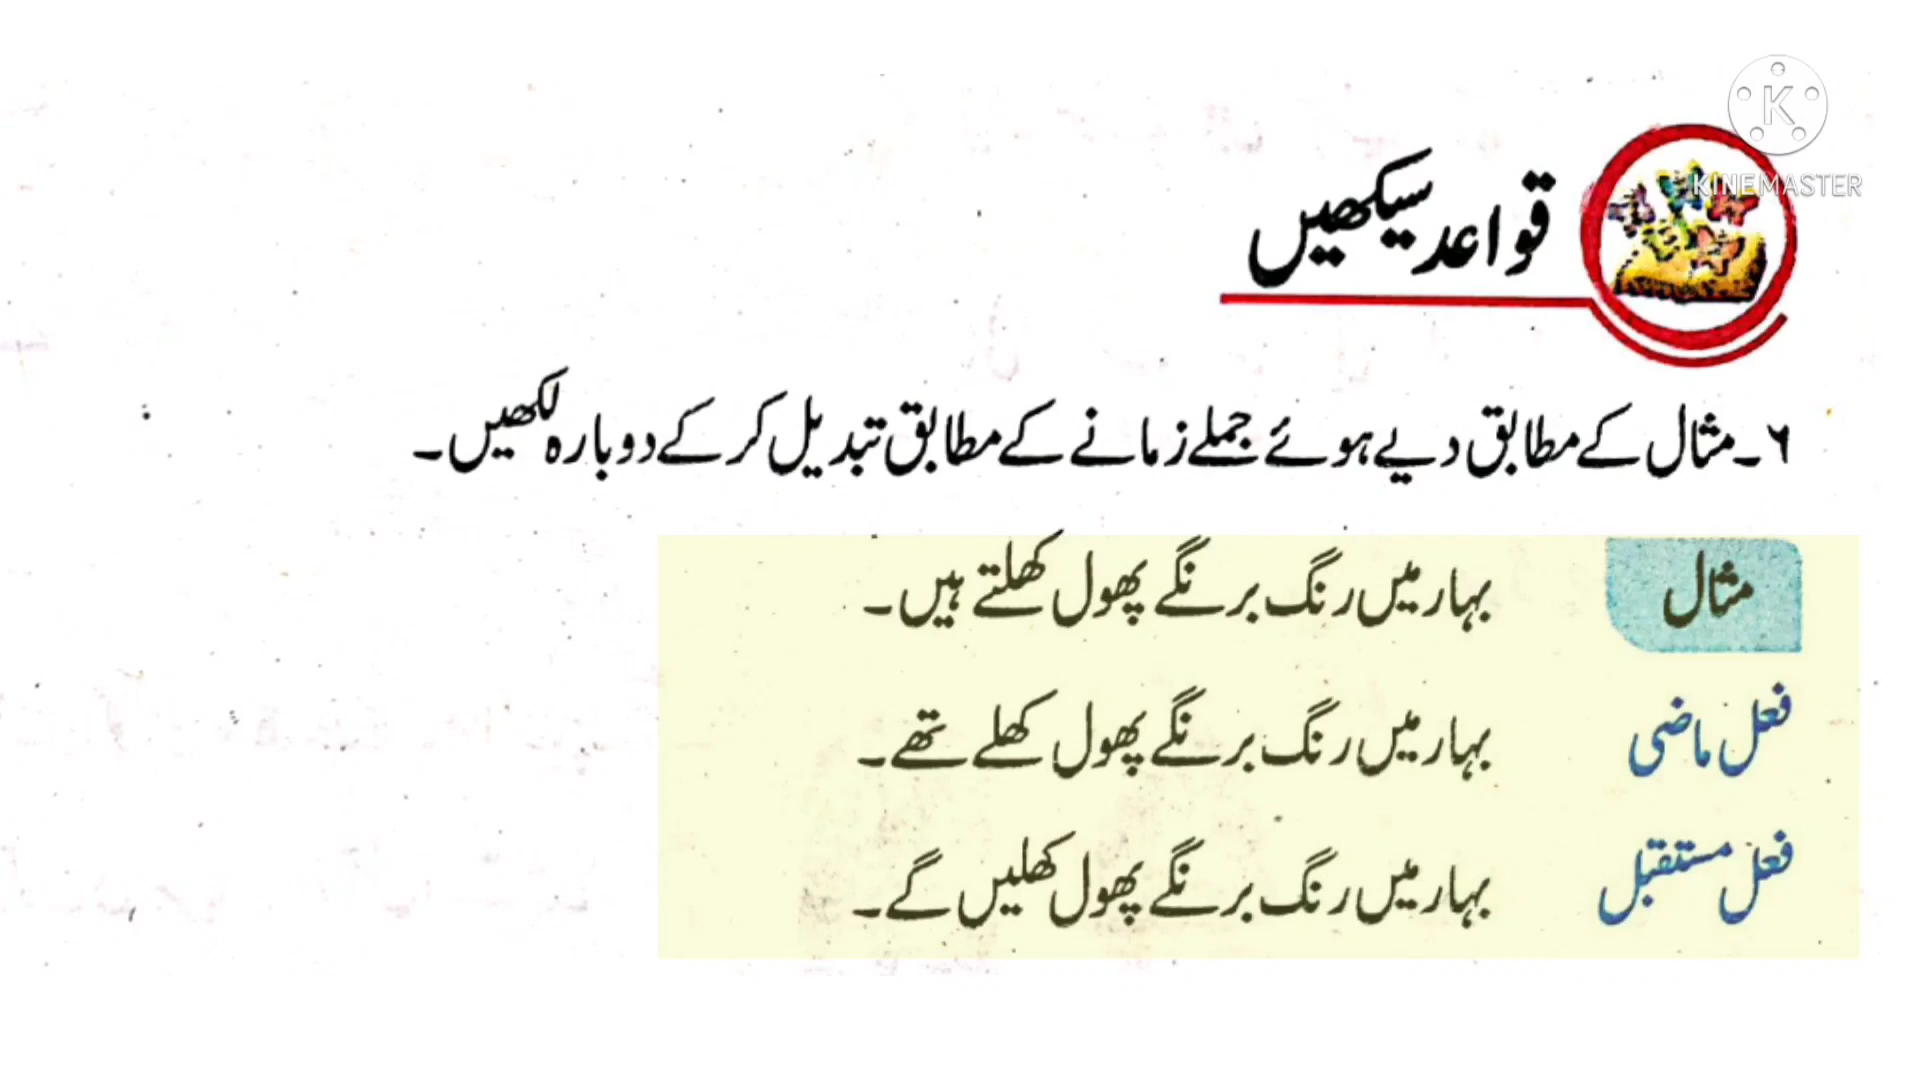 KINEMASTER
قواعد سیکھیں
۶۔ مثال کے مطابق دیے ہوئے جملے زمانے کے مطابق تبدیل کر کے دوبارہ لکھیں۔
مثال بہار میں رنگ برنگے پھول کھلتے ہیں۔
فعل ماضی بہار میں رنگ برنگے پھول کھلے تھے۔
فعل مستقبل بہار میں رنگ برنگے پھول کھلیں گے۔